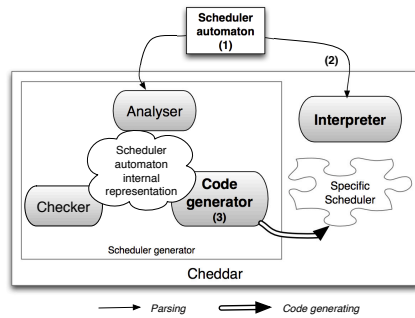 Scheduler
automaton
(1)
(2)
Analyser
Interpreter
Scheduler
automaton
internal
representation
Code
generator
(3)
Specific
Scheduler
Checker
Scheduler generator
Cheddar
Parsing
Code generating